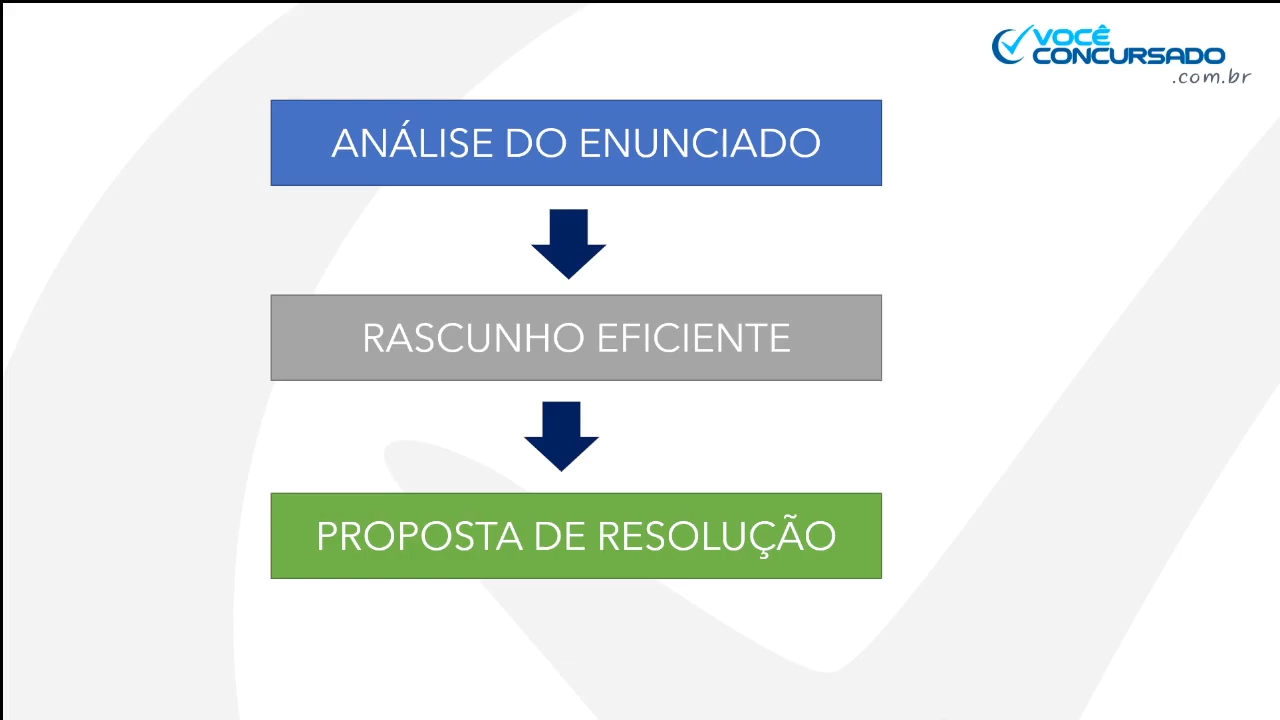 VOCÊ
CONCURSADO
.com.br
ANÁLISE DO ENUNCIADO
RASCUNHO EFICIENTE
PROPOSTA DE RESOLUÇÃO